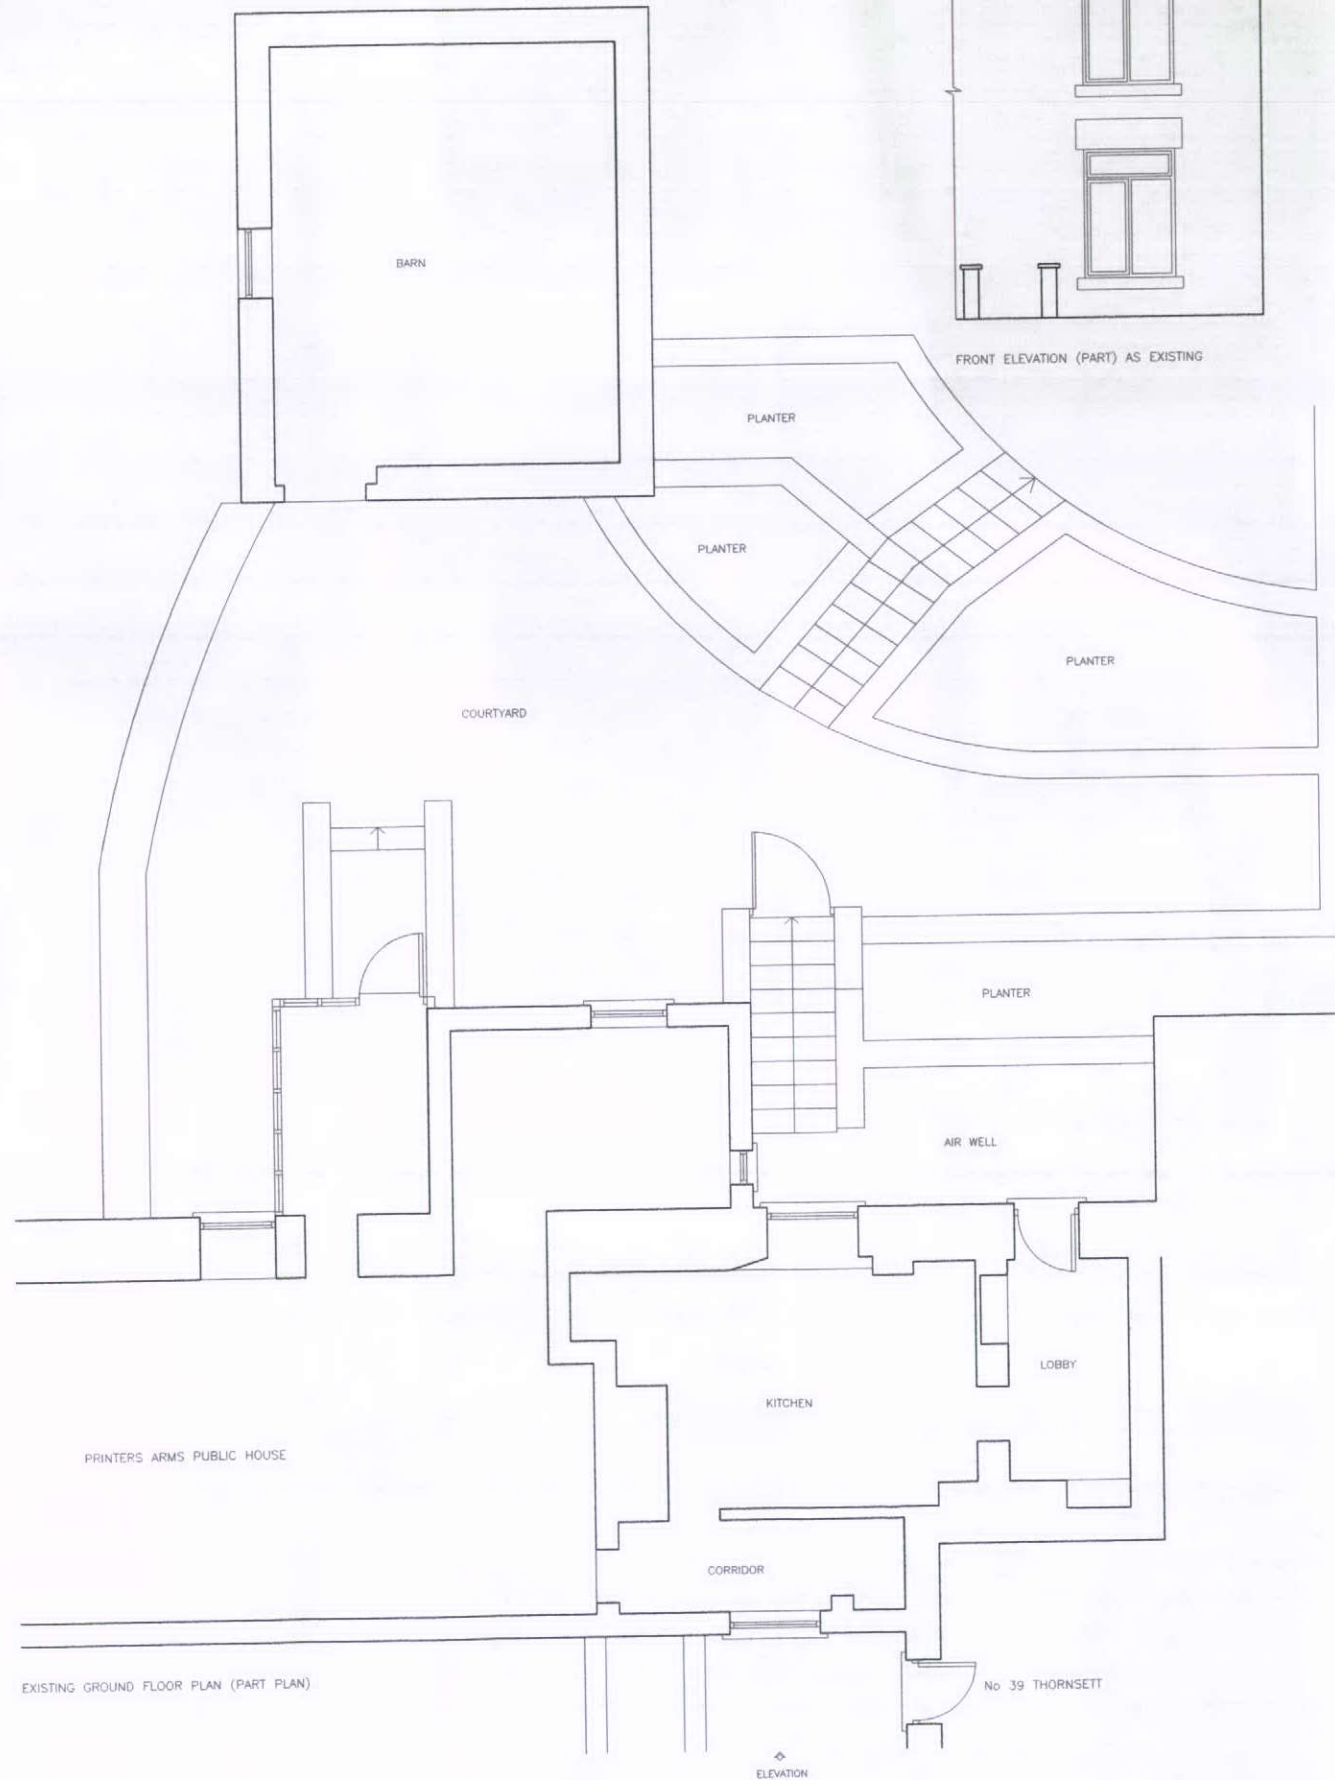 BARN
FRONT ELEVATION (PART) AS EXISTING
PLANTER
PLANTER
PLANTER
COURTYARD
PLANTER
AIR WELL
LOBBY
KITCHEN
PRINTERS ARMS PUBLIC HOUSE
CORRIDOR
EXISTING GROUND FLOOR PLAN (PART PLAN)
No 39 THORNSETT
ELEVATION